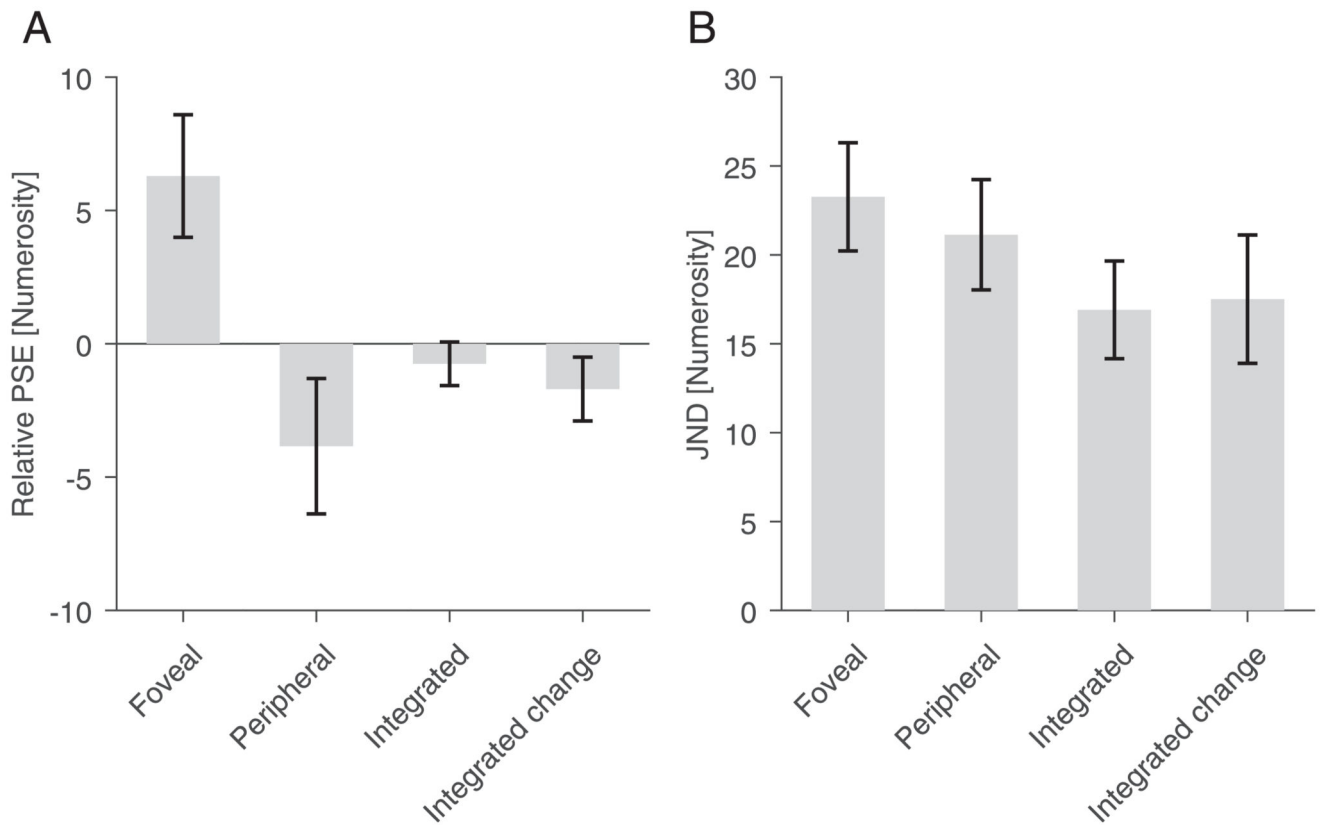 A
Relative PSE [Numerosity]
10
5
0
-5
-10
Foveal
Peripheral
Integrated
Integrated change
B
JND [Numerosity]
30
25
20
15
10
5
0
Foveal
Peripheral
Integrated
Integrated change